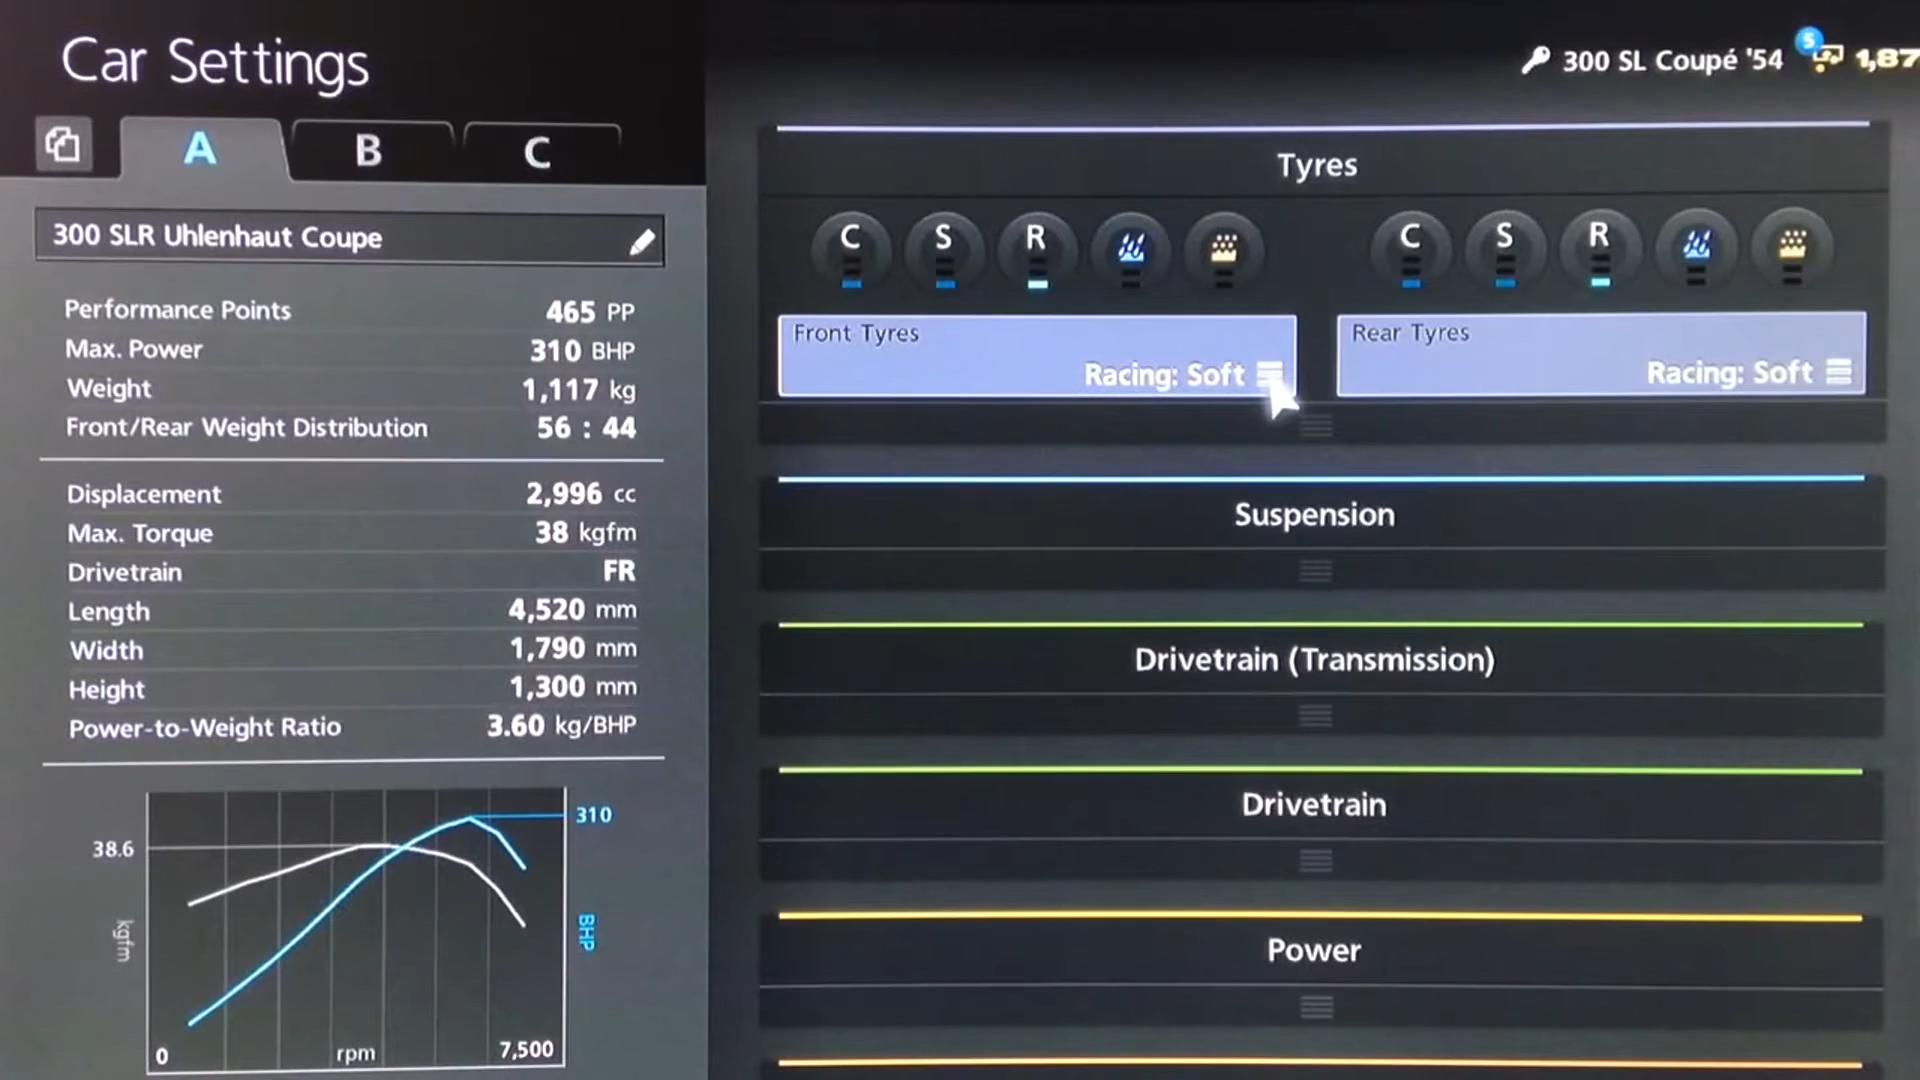 Car Settings
300 SL Coupé '54
5
1,87
A
B
C
300 SLR Uhlenhaut Coupe
Performance Points 465 PP
Max. Power 310 BHP
Weight 1,117 kg
Front/Rear Weight Distribution 56 : 44
Displacement 2,996 cc
Max. Torque 38 kgfm
Drivetrain FR
Length 4,520 mm
Width 1,790 mm
Height 1,300 mm
Power-to-Weight Ratio 3.60 kg/BHP
310
38.6
kgfm
BHP
0 rpm 7,500
Tyres
C S R C S R
Front Tyres
Racing: Soft
Rear Tyres
Racing: Soft
Suspension
Drivetrain (Transmission)
Drivetrain
Power